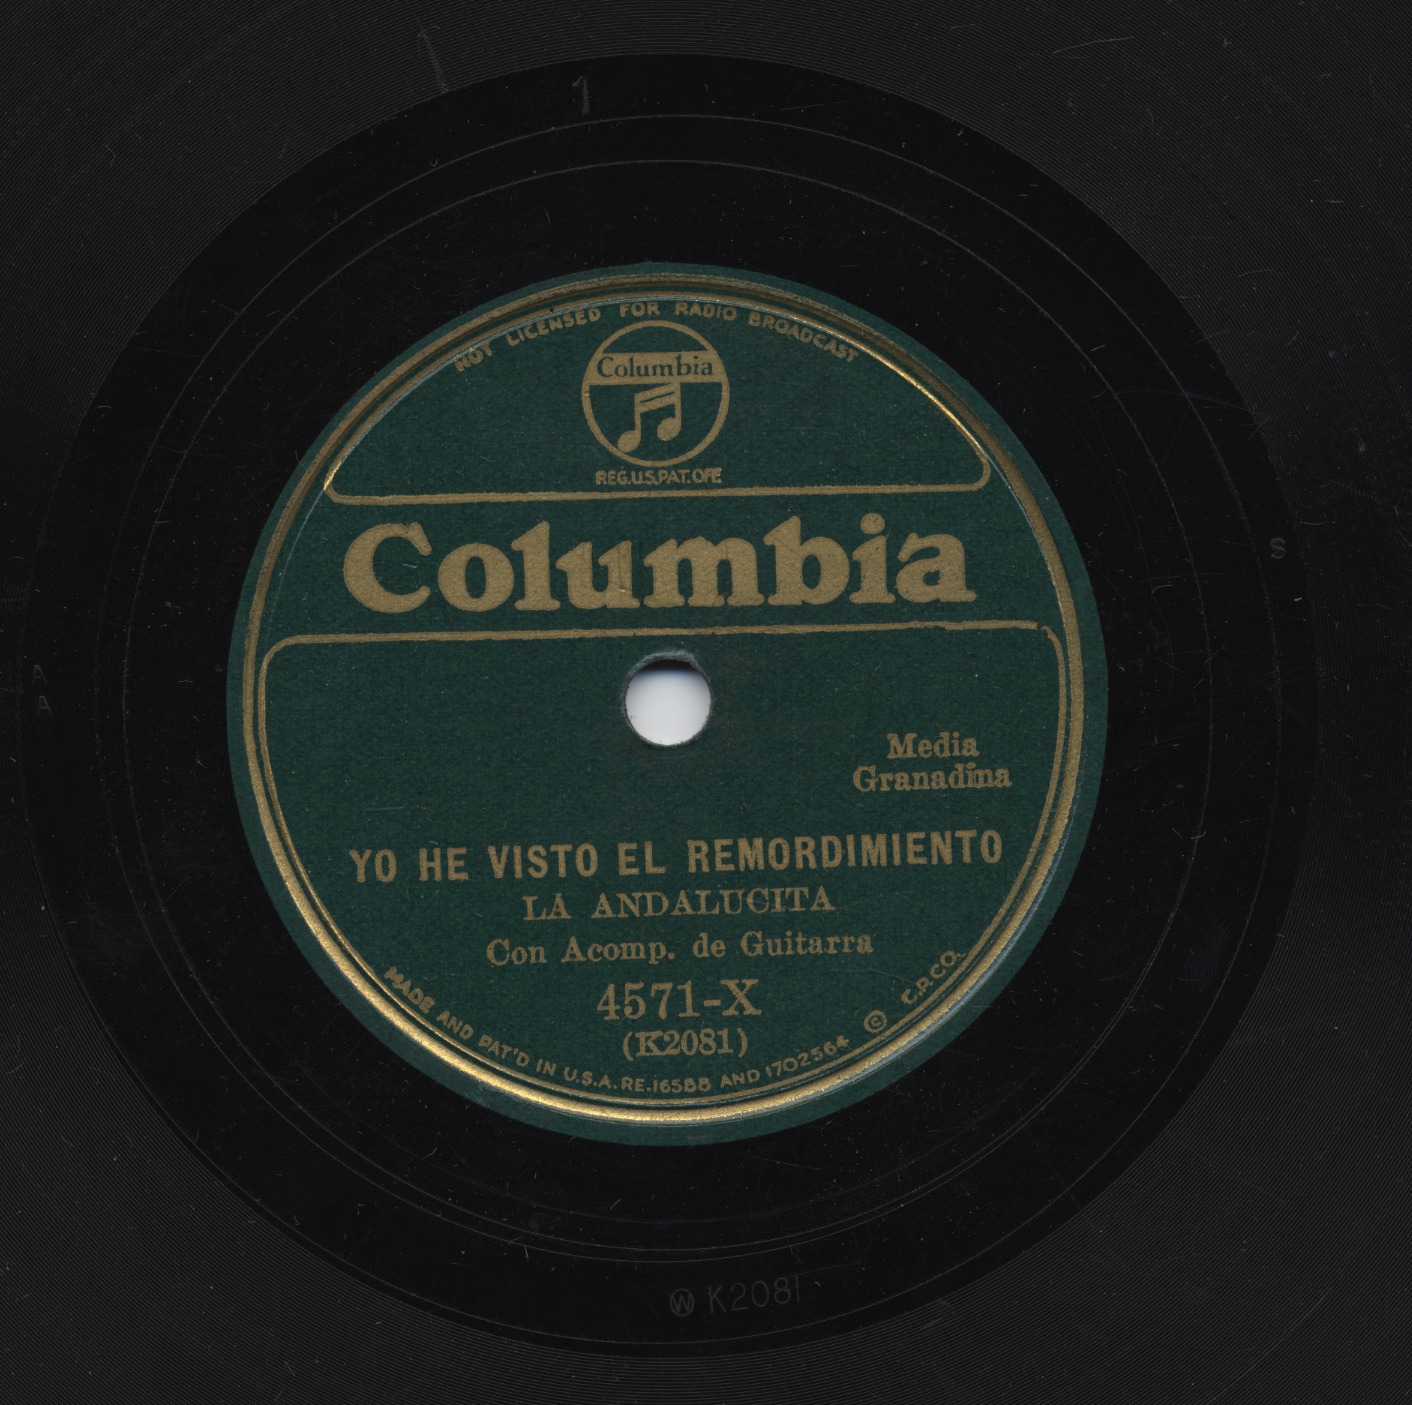 1
NOT LICENSED FOR RADIO BROADCAST
Columbia
REG.U.S.PAT.OFF.
Columbia
S
A
A
Media
Granadina
YO HE VISTO EL REMORDIMIENTO
LA ANDALUCITA
Con Acomp. de Guitarra
4571-X
(K2081)
MADE AND PAT'D IN U.S.A. RE-16588 AND 1702564 © C.P.CO.
W K2081